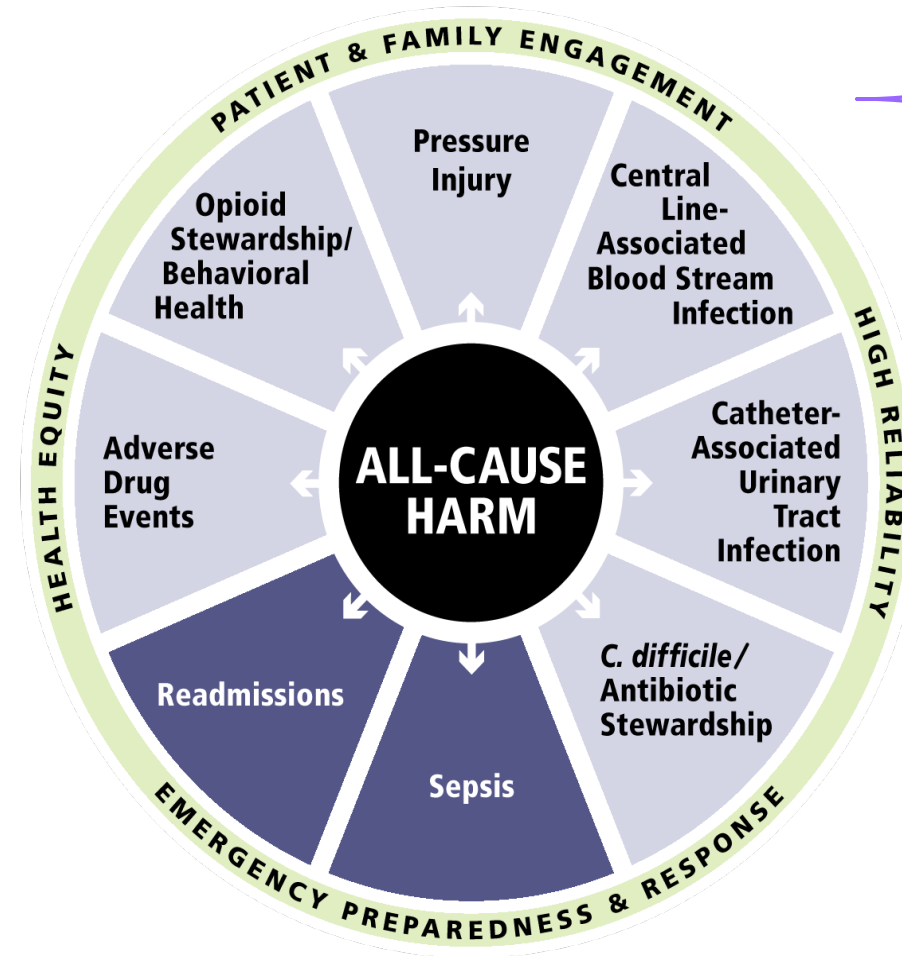 PATIENT & FAMILY ENGAGEMENT
Pressure
Injury
Central
Line-
Associated
Blood Stream
Infection
HIGH RELIABILITY
Catheter-
Associated
Urinary
Tract
Infection
C. difficile/
Antibiotic
Stewardship
Sepsis
Readmissions
EMERGENCY PREPAREDNESS & RESPONSE
Adverse
Drug
Events
HEALTH EQUITY
Opioid
Stewardship/
Behavioral
Health
ALL-CAUSE
HARM